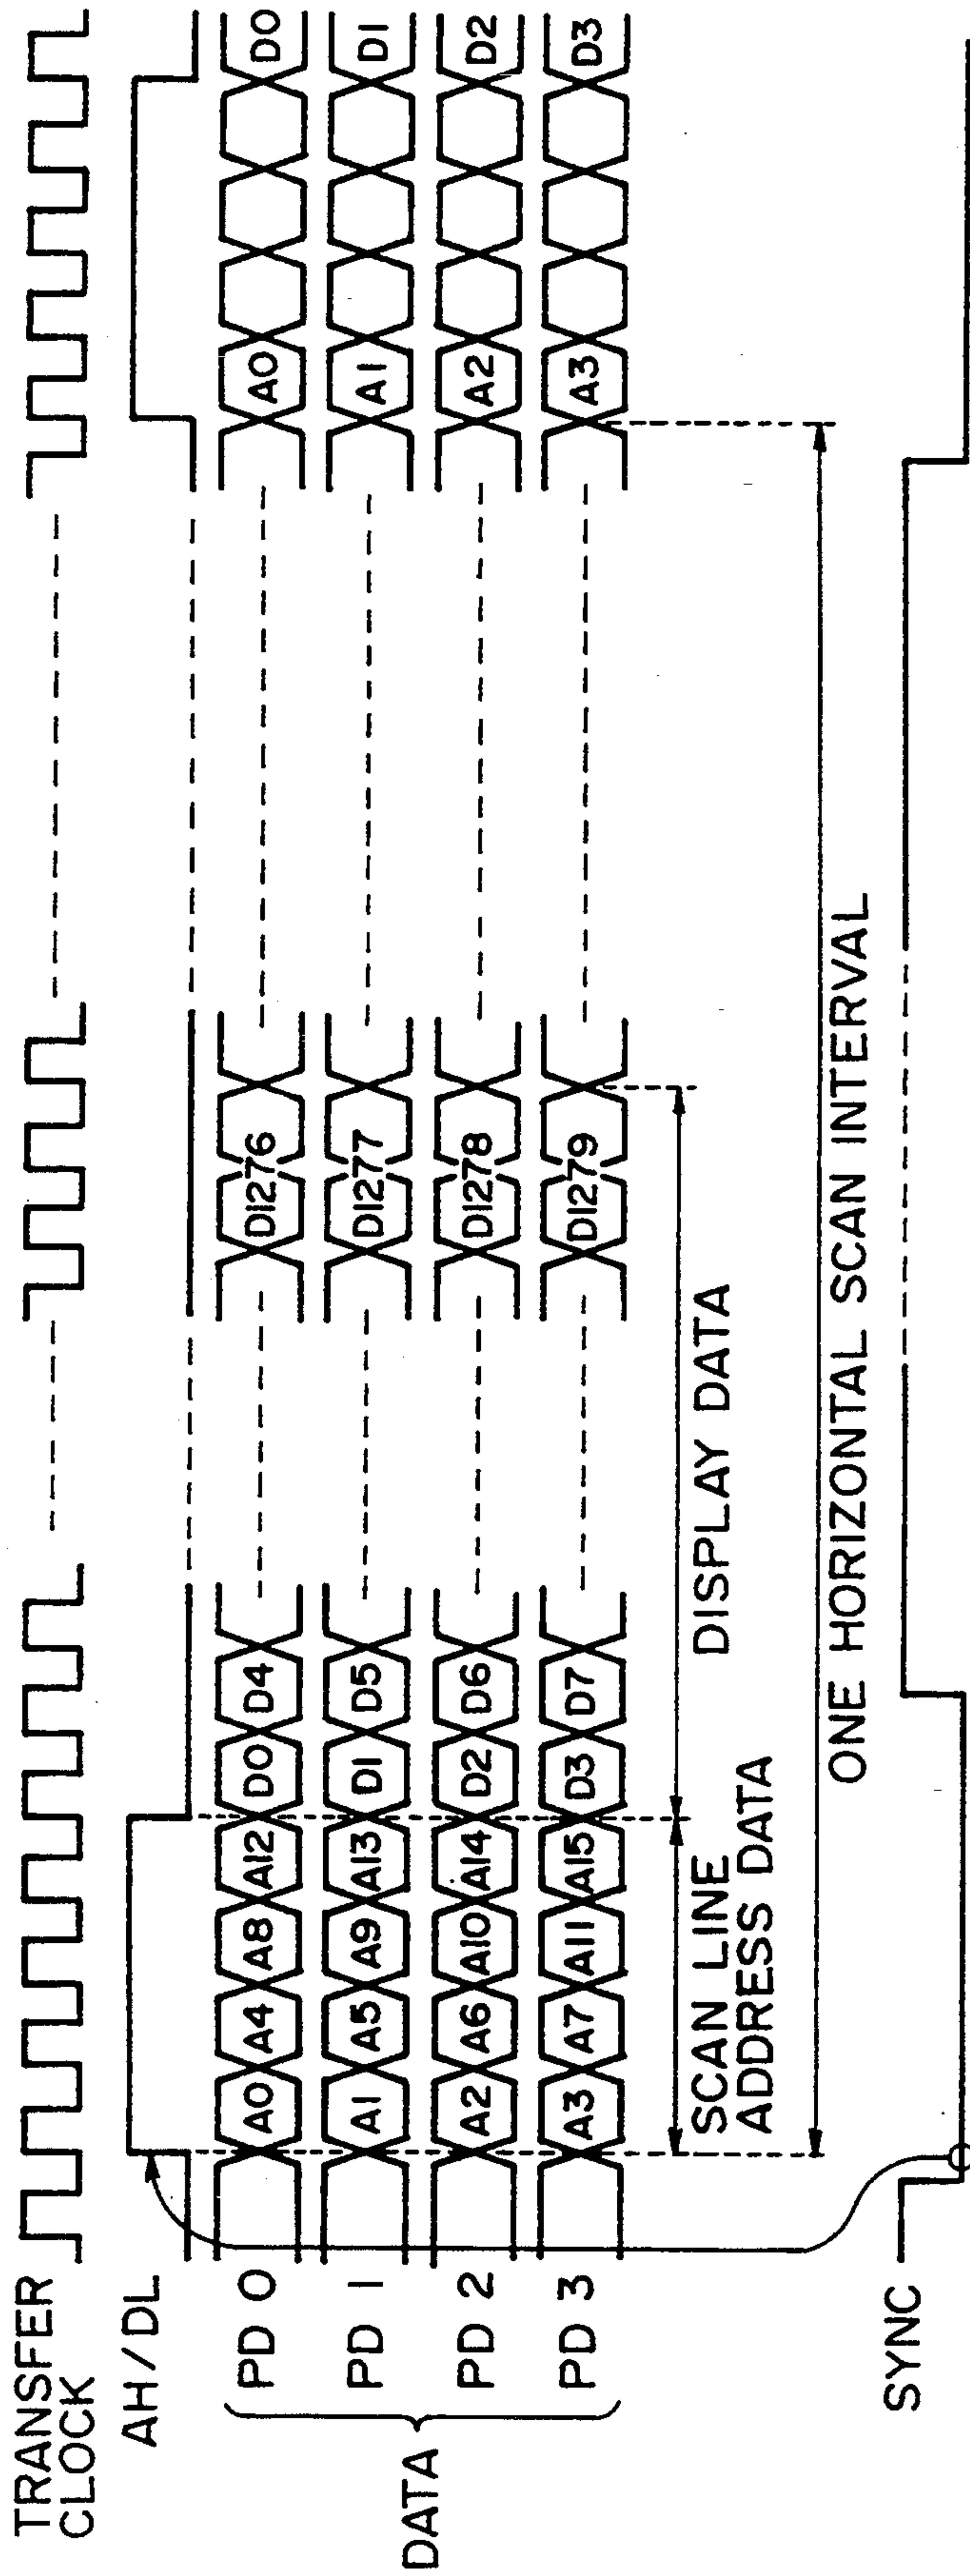 TRANSFER
CLOCK
AH/DL
DATA
PD 0
A0 A4 A8 A12 D0 D4 D1276 A0 D0
PD 1
A1 A5 A9 A13 D1 D5 D1277 A1 D1
PD 2
A2 A6 A10 A14 D2 D6 D1278 A2 D2
PD 3
A3 A7 A11 A15 D3 D7 D1279 A3 D3
SCAN LINE
ADDRESS DATA
DISPLAY DATA
ONE HORIZONTAL SCAN INTERVAL
SYNC